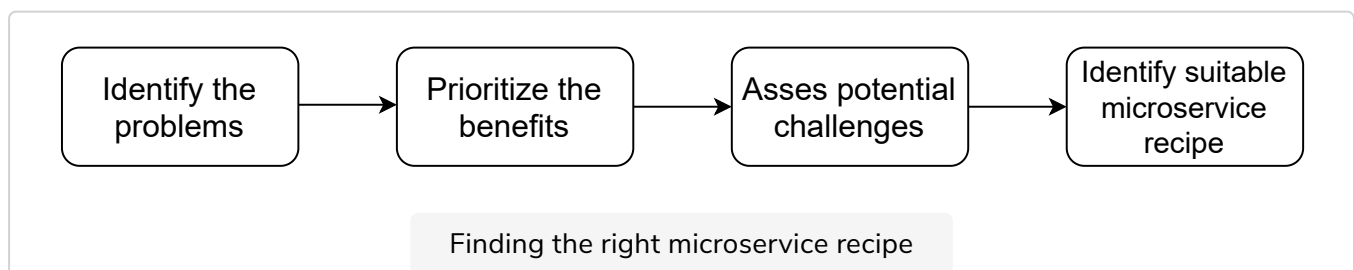 Identify the
problems
Prioritize the
benefits
Asses potential
challenges
Identify suitable
microservice
recipe
Finding the right microservice recipe